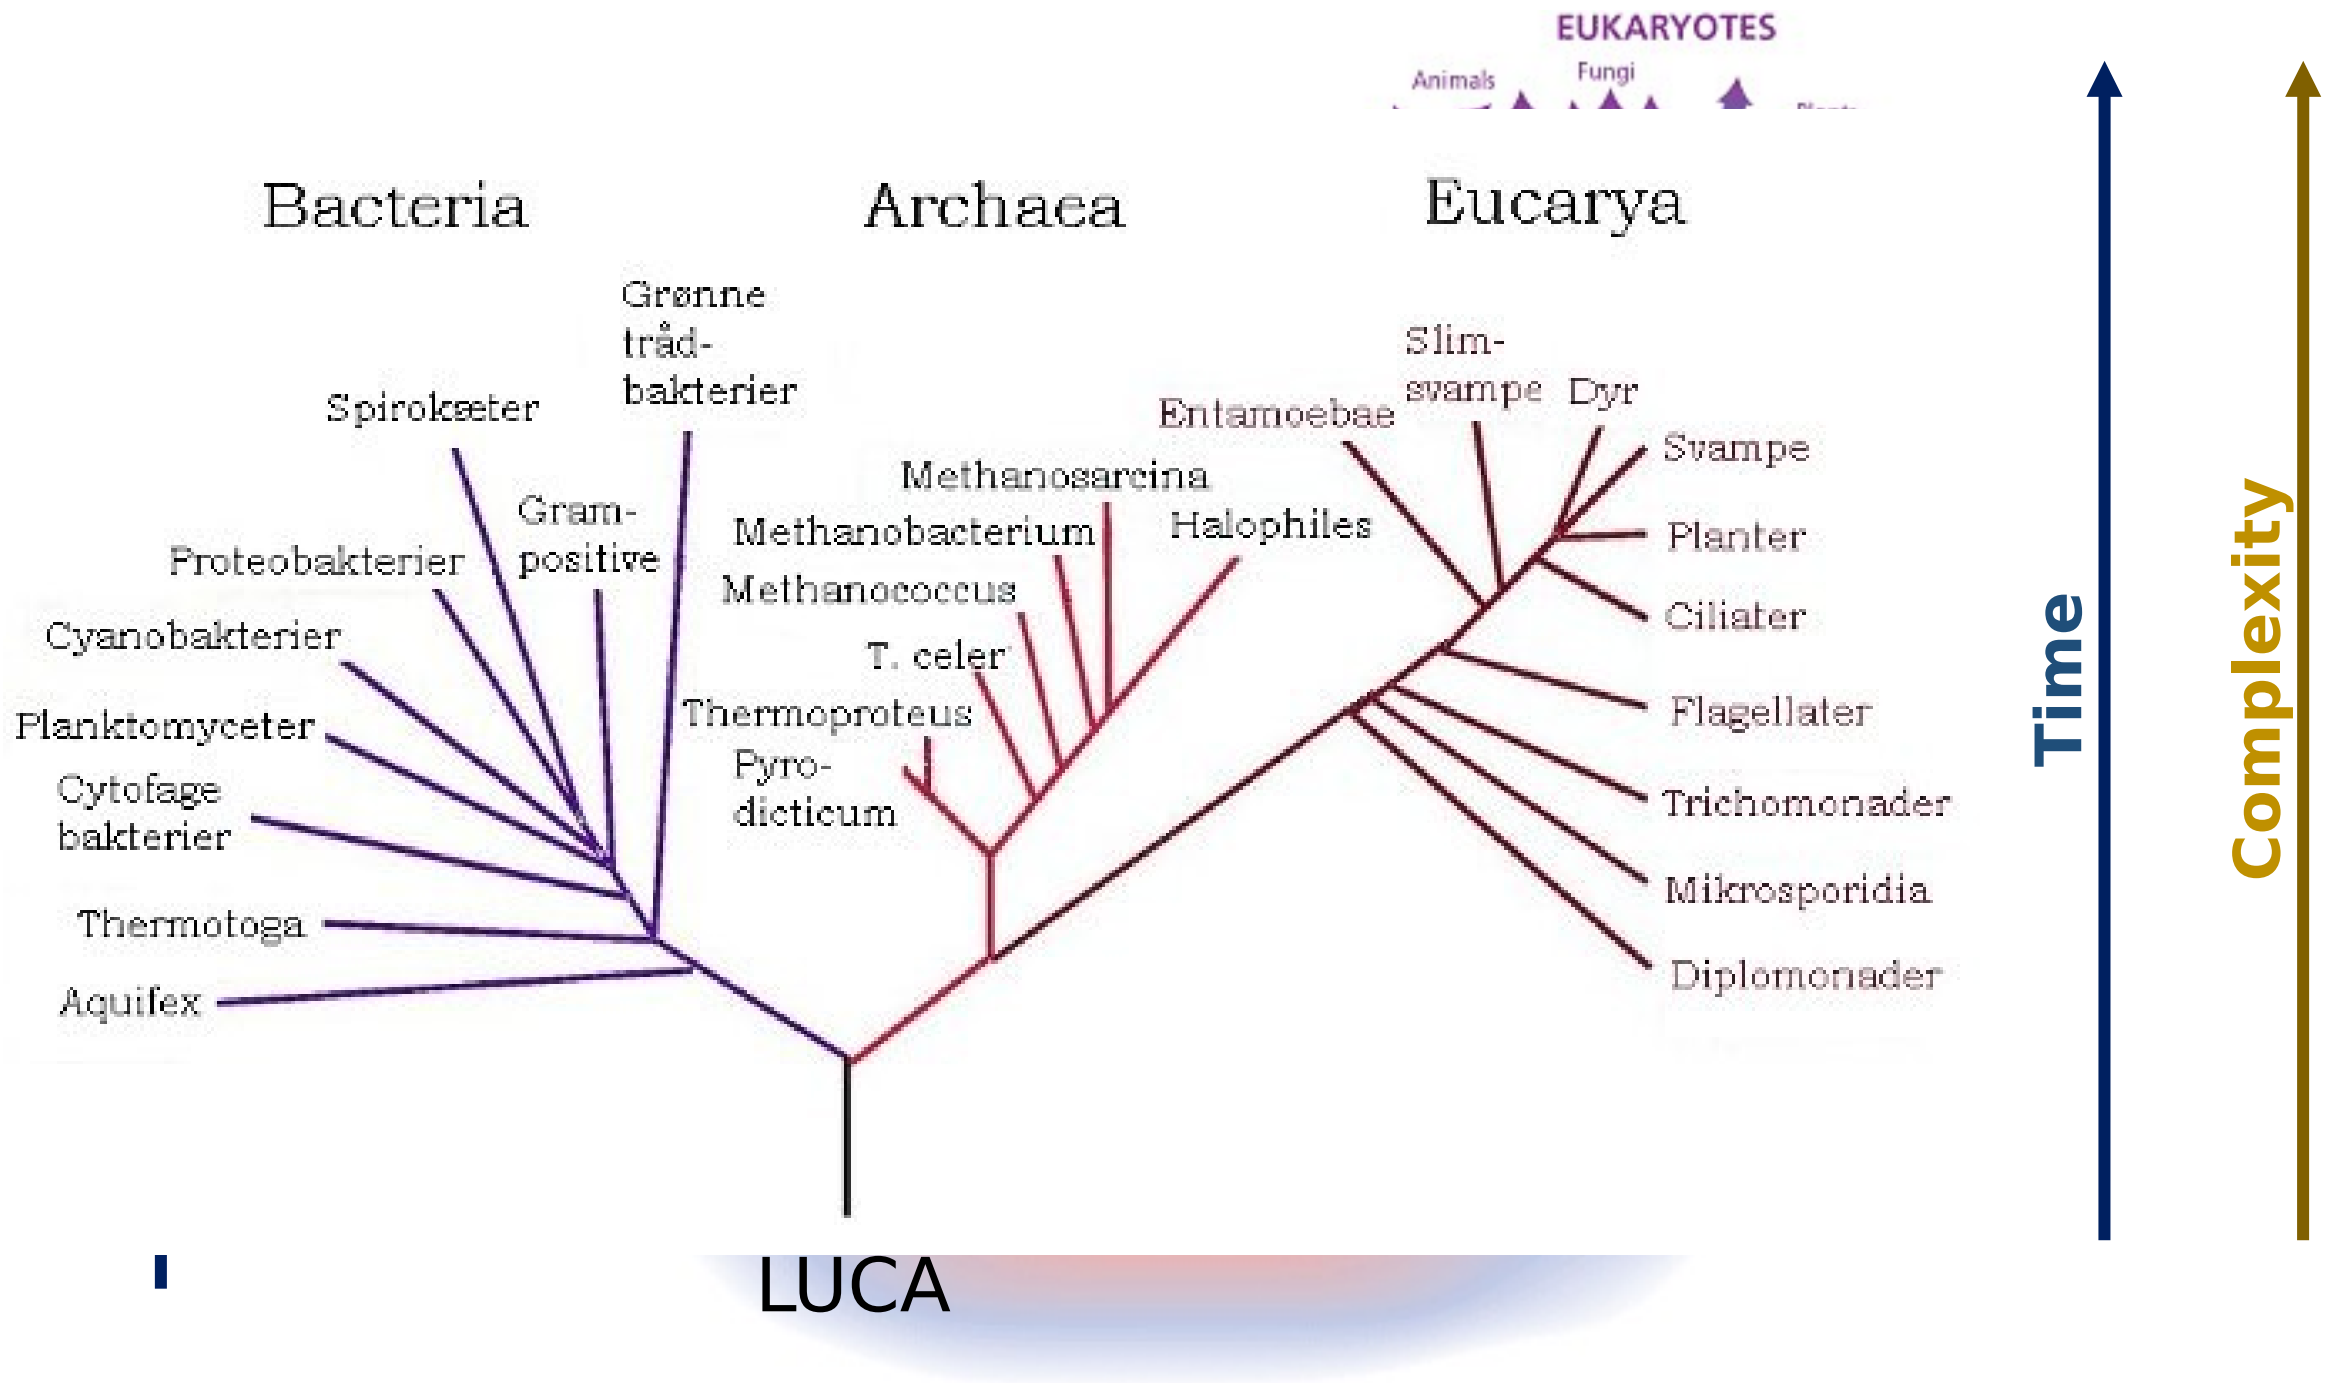 EUKARYOTES
Animals
Fungi
Bacteria
Archaea
Eucarya
Grønne
tråd-
bakterier
Spirokæter
Gram-
positive
Proteobakterier
Cyanobakterier
Planktomyceter
Cytofage
bakterier
Thermotoga
Aquifex
Methanosarcina
Methanobacterium
Halophiles
Methanococcus
T. celer
Thermoproteus
Pyro-
dicticum
Entamoebae
Slim-
svampe
Dyr
Svampe
Planter
Ciliater
Flagellater
Trichomonader
Mikrosporidia
Diplomonader
Time
Complexity
LUCA